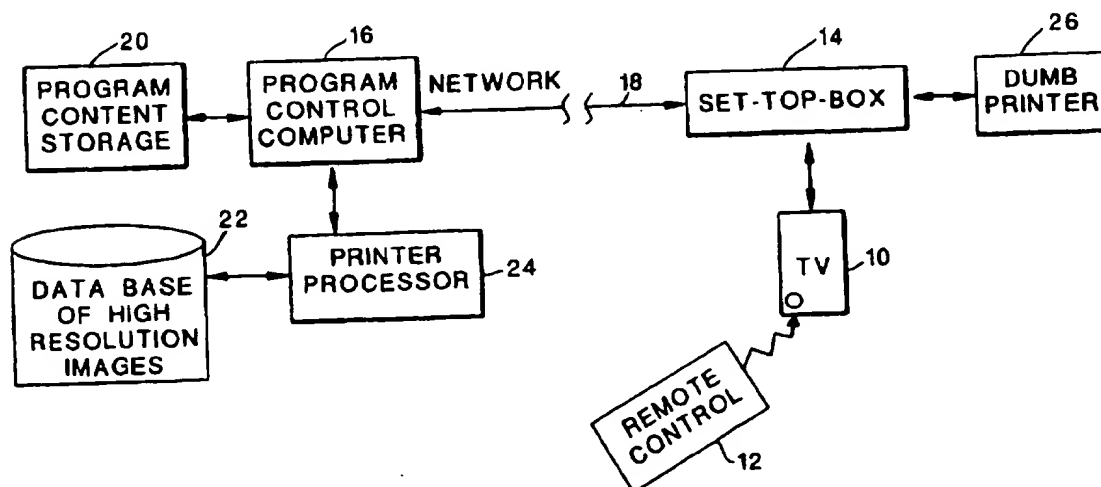 20
PROGRAM
CONTENT
STORAGE
16
PROGRAM
CONTROL
COMPUTER
NETWORK
18
14
SET-TOP-BOX
26
DUMB
PRINTER
22
DATA BASE
OF HIGH
RESOLUTION
IMAGES
PRINTER
PROCESSOR
24
TV
10
REMOTE
CONTROL
12